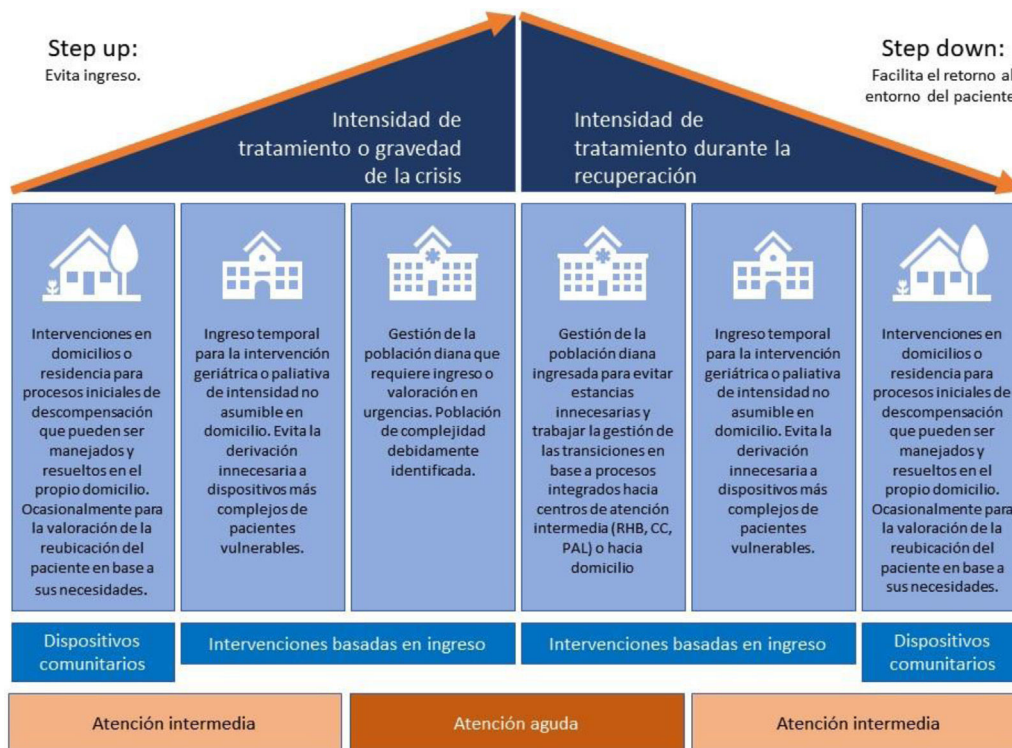 Step up:
Evita ingreso.
Step down:
Facilita el retorno al
entorno del paciente
Intensidad de
tratamiento o gravedad
de la crisis
Intensidad de
tratamiento durante la
recuperación
Intervenciones en
domicilios o
residencia para
procesos iniciales de
descompensación
que pueden ser
manejados y
resueltos en el
propio domicilio.
Ocasionalmente para
la valoración de la
reubicación del
paciente en base a
sus necesidades.
Ingreso temporal
para la intervención
geriátrica o paliativa
de intensidad no
asumible en
domicilio. Evita la
derivación
innecesaria a
dispositivos más
complejos de
pacientes
vulnerables.
Gestión de la
población diana que
requiere ingreso o
valoración en
urgencias. Población
de complejidad
debidamente
identificada.
Gestión de la
población diana
ingresada para evitar
estancias
innecesarias y
trabajar la gestión de
las transiciones en
base a procesos
integrados hacia
centros de atención
intermedia (RHB, CC,
PAL) o hacia
domicilio
Ingreso temporal
para la intervención
geriátrica o paliativa
de intensidad no
asumible en
domicilio. Evita la
derivación
innecesaria a
dispositivos más
complejos de
pacientes
vulnerables.
Intervenciones en
domicilios o
residencia para
procesos iniciales de
descompensación
que pueden ser
manejados y
resueltos en el
propio domicilio.
Ocasionalmente para
la valoración de la
reubicación del
paciente en base a
sus necesidades.
Dispositivos
comunitarios
Intervenciones basadas en ingreso
Intervenciones basadas en ingreso
Dispositivos
comunitarios
Atención intermedia
Atención aguda
Atención intermedia